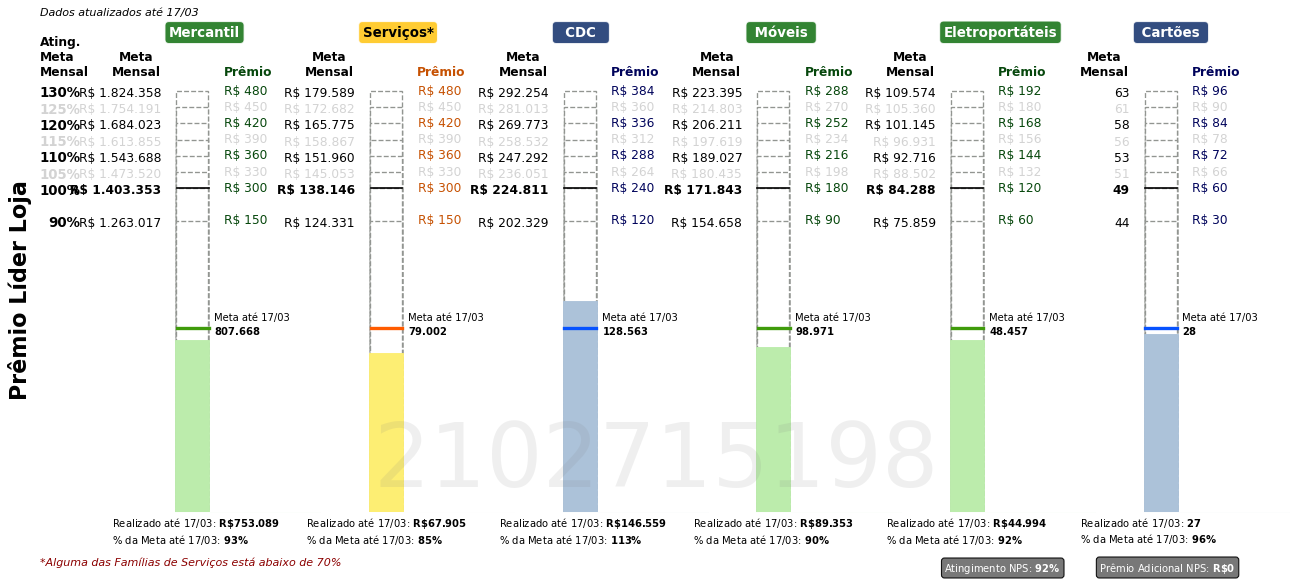 Dados atualizados até 17/03
Mercantil Serviços* CDC Móveis Eletroportáteis Cartões
Ating.
Meta Meta Meta Meta Meta Meta Meta
Mensal Mensal Prêmio Mensal Prêmio Mensal Prêmio Mensal Prêmio Mensal Prêmio Mensal Prêmio
130% R$ 1.824.358 R$ 480 R$ 179.589 R$ 480 R$ 292.254 R$ 384 R$ 223.395 R$ 288 R$ 109.574 R$ 192 63 R$ 96
125% R$ 1.754.191 R$ 450 R$ 172.682 R$ 450 R$ 281.013 R$ 360 R$ 214.803 R$ 270 R$ 105.360 R$ 180 61 R$ 90
120% R$ 1.684.023 R$ 420 R$ 165.775 R$ 420 R$ 269.773 R$ 336 R$ 206.211 R$ 252 R$ 101.145 R$ 168 58 R$ 84
115% R$ 1.613.855 R$ 390 R$ 158.867 R$ 390 R$ 258.532 R$ 312 R$ 197.619 R$ 234 R$ 96.931 R$ 156 56 R$ 78
110% R$ 1.543.688 R$ 360 R$ 151.960 R$ 360 R$ 247.292 R$ 288 R$ 189.027 R$ 216 R$ 92.716 R$ 144 53 R$ 72
105% R$ 1.473.520 R$ 330 R$ 145.053 R$ 330 R$ 236.051 R$ 264 R$ 180.435 R$ 198 R$ 88.502 R$ 132 51 R$ 66
100% R$ 1.403.353 R$ 300 R$ 138.146 R$ 300 R$ 224.811 R$ 240 R$ 171.843 R$ 180 R$ 84.288 R$ 120 49 R$ 60
90% R$ 1.263.017 R$ 150 R$ 124.331 R$ 150 R$ 202.329 R$ 120 R$ 154.658 R$ 90 R$ 75.859 R$ 60 44 R$ 30
Prêmio Líder Loja
Meta até 17/03 Meta até 17/03 Meta até 17/03 Meta até 17/03 Meta até 17/03 Meta até 17/03
807.668 79.002 128.563 98.971 48.457 28
2102715198
Realizado até 17/03: R$753.089 Realizado até 17/03: R$67.905 Realizado até 17/03: R$146.559 Realizado até 17/03: R$89.353 Realizado até 17/03: R$44.994 Realizado até 17/03: 27
% da Meta até 17/03: 93% % da Meta até 17/03: 85% % da Meta até 17/03: 113% % da Meta até 17/03: 90% % da Meta até 17/03: 92% % da Meta até 17/03: 96%
*Alguma das Famílias de Serviços está abaixo de 70% Atingimento NPS: 92% Prêmio Adicional NPS: R$0